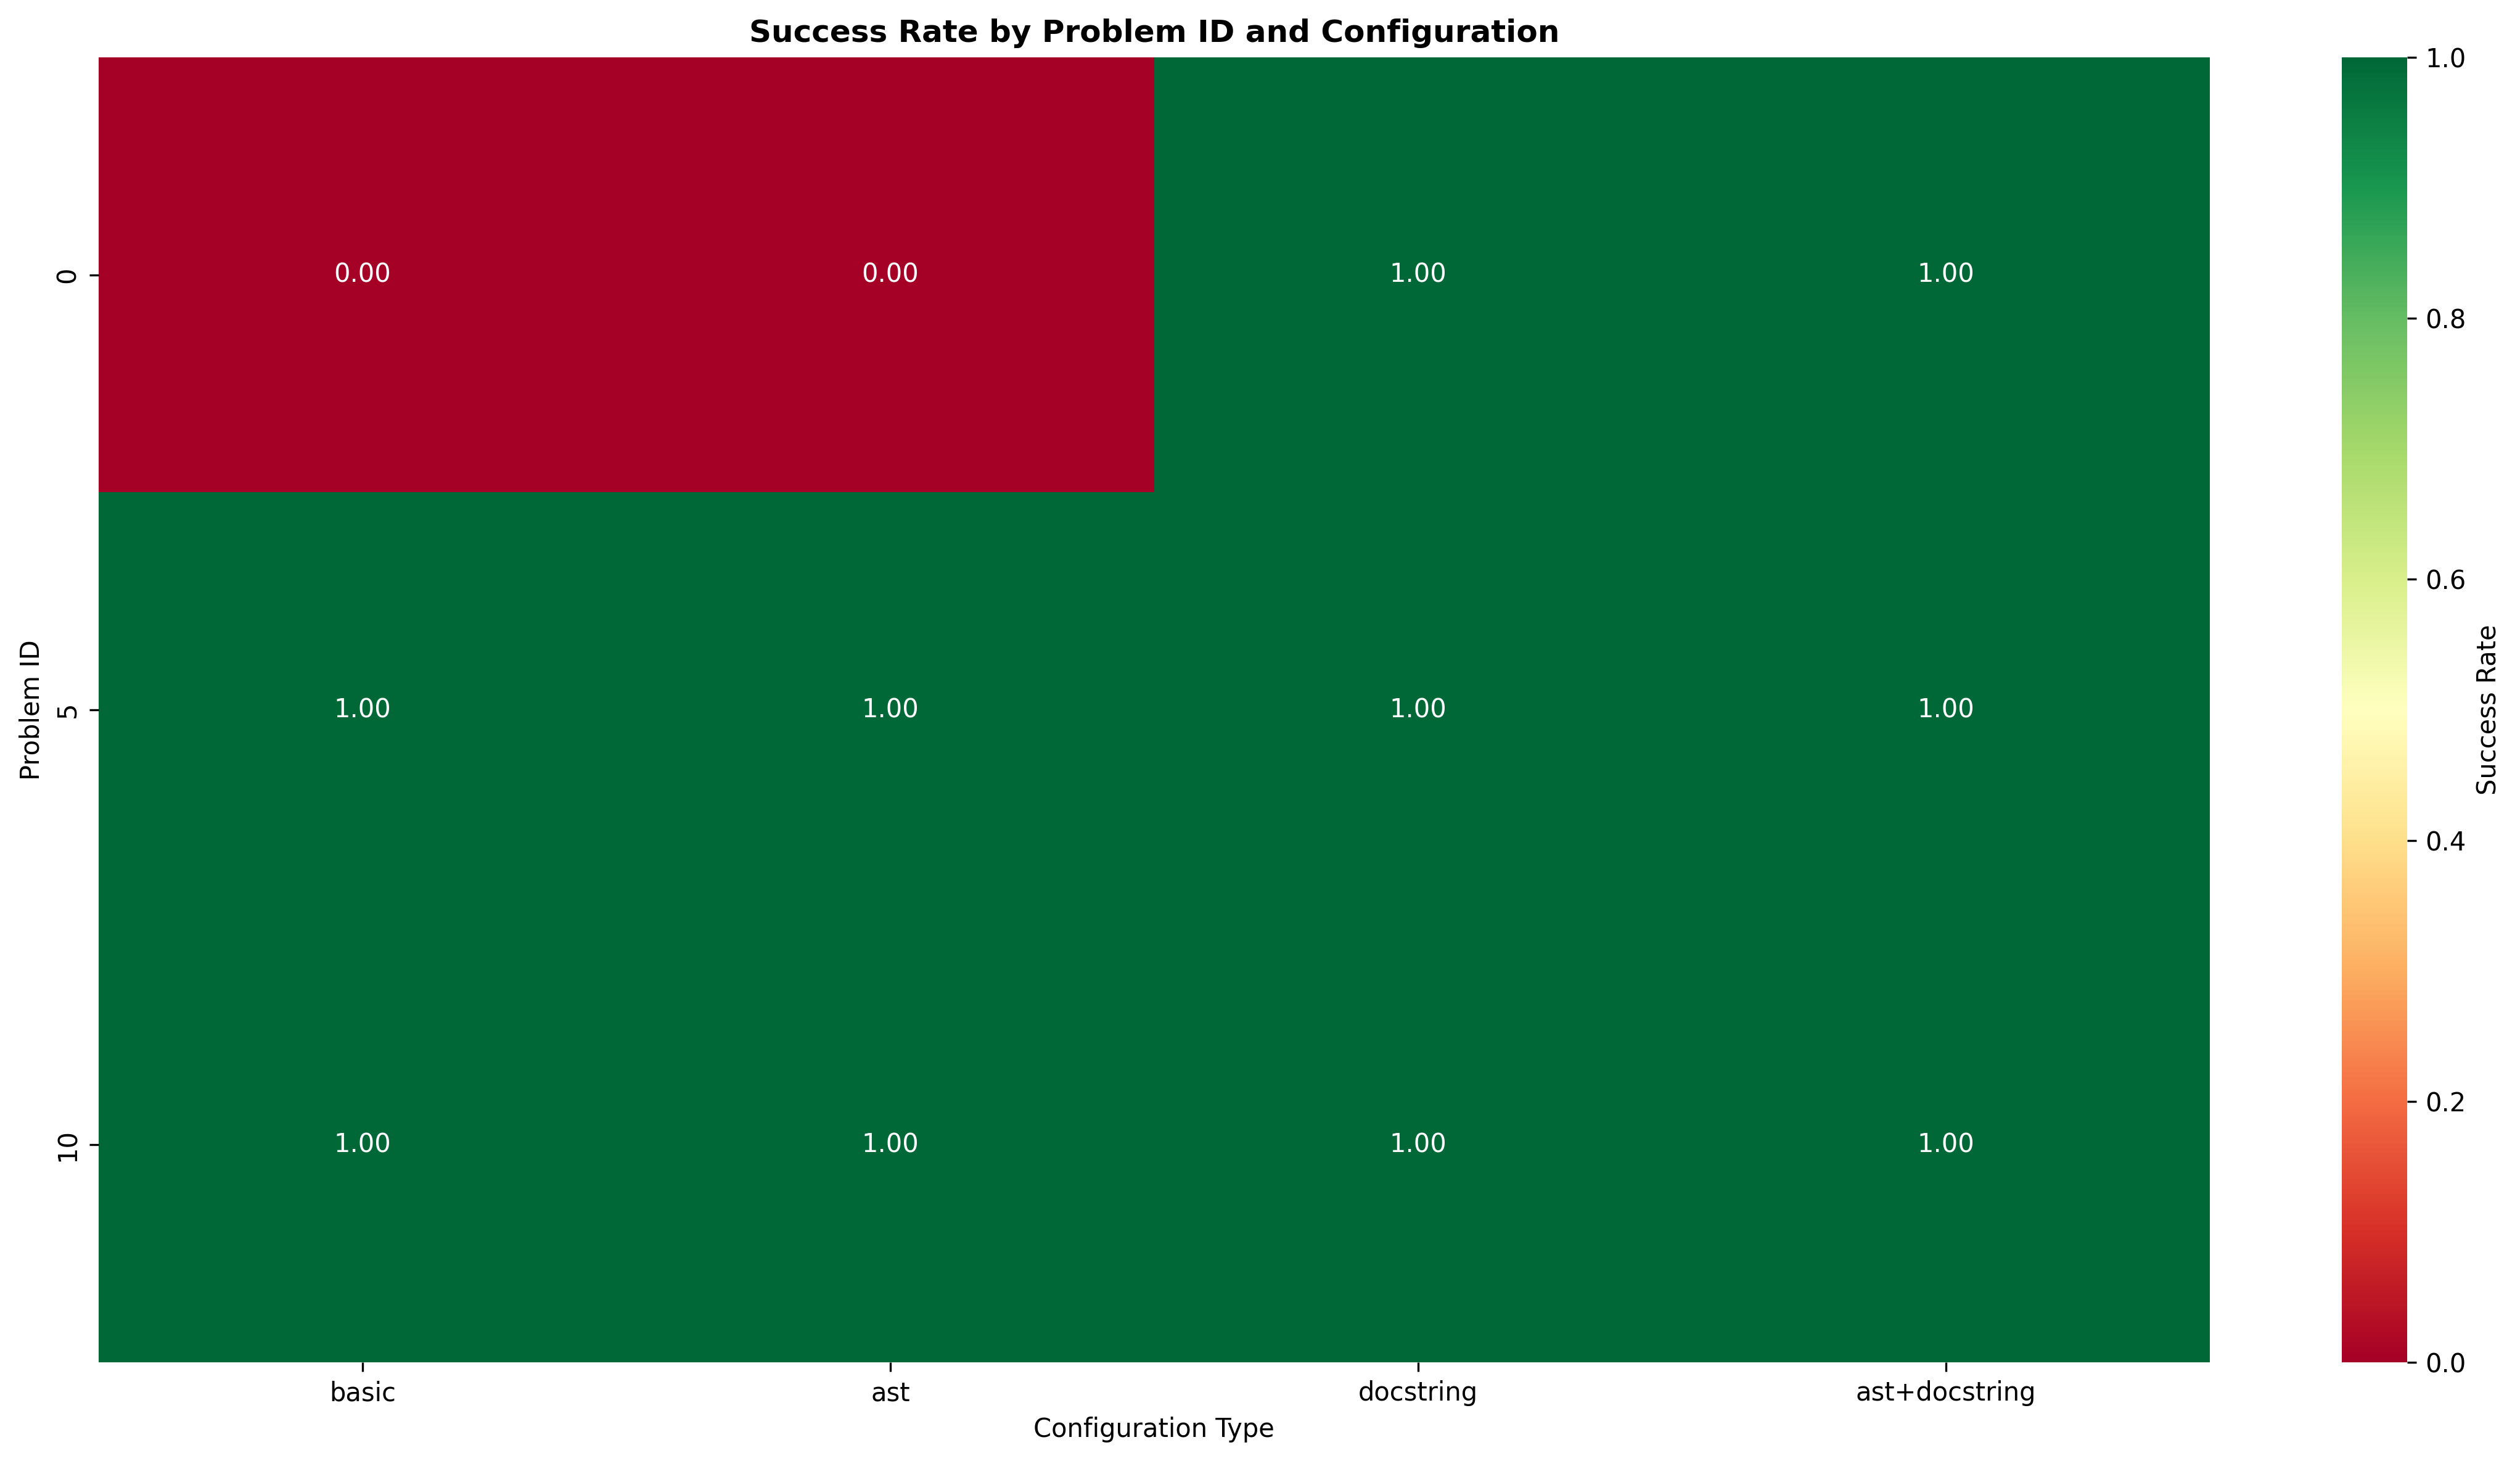 Success Rate by Problem ID and Configuration
1.0
0.8
0.6
0.4
0.2
0.0
Success Rate
Problem ID
0
0.00 0.00 1.00 1.00
5
1.00 1.00 1.00 1.00
10
1.00 1.00 1.00 1.00
basic ast docstring ast+docstring
Configuration Type